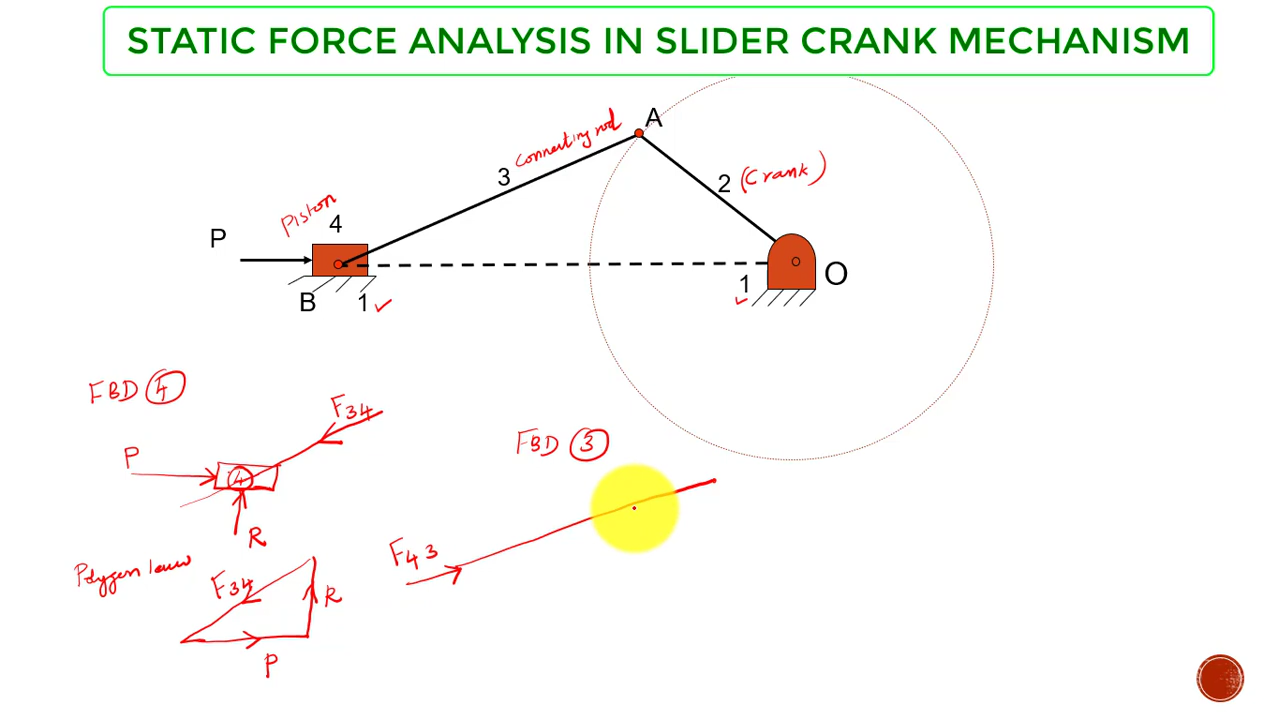 STATIC FORCE ANALYSIS IN SLIDER CRANK MECHANISM
A
Connecting rod
3
2 (Crank)
Piston
4
P
O
B
1
1
FBD 4
F34
P
4
R
FBD 3
F43
Polygon law
F34
R
P